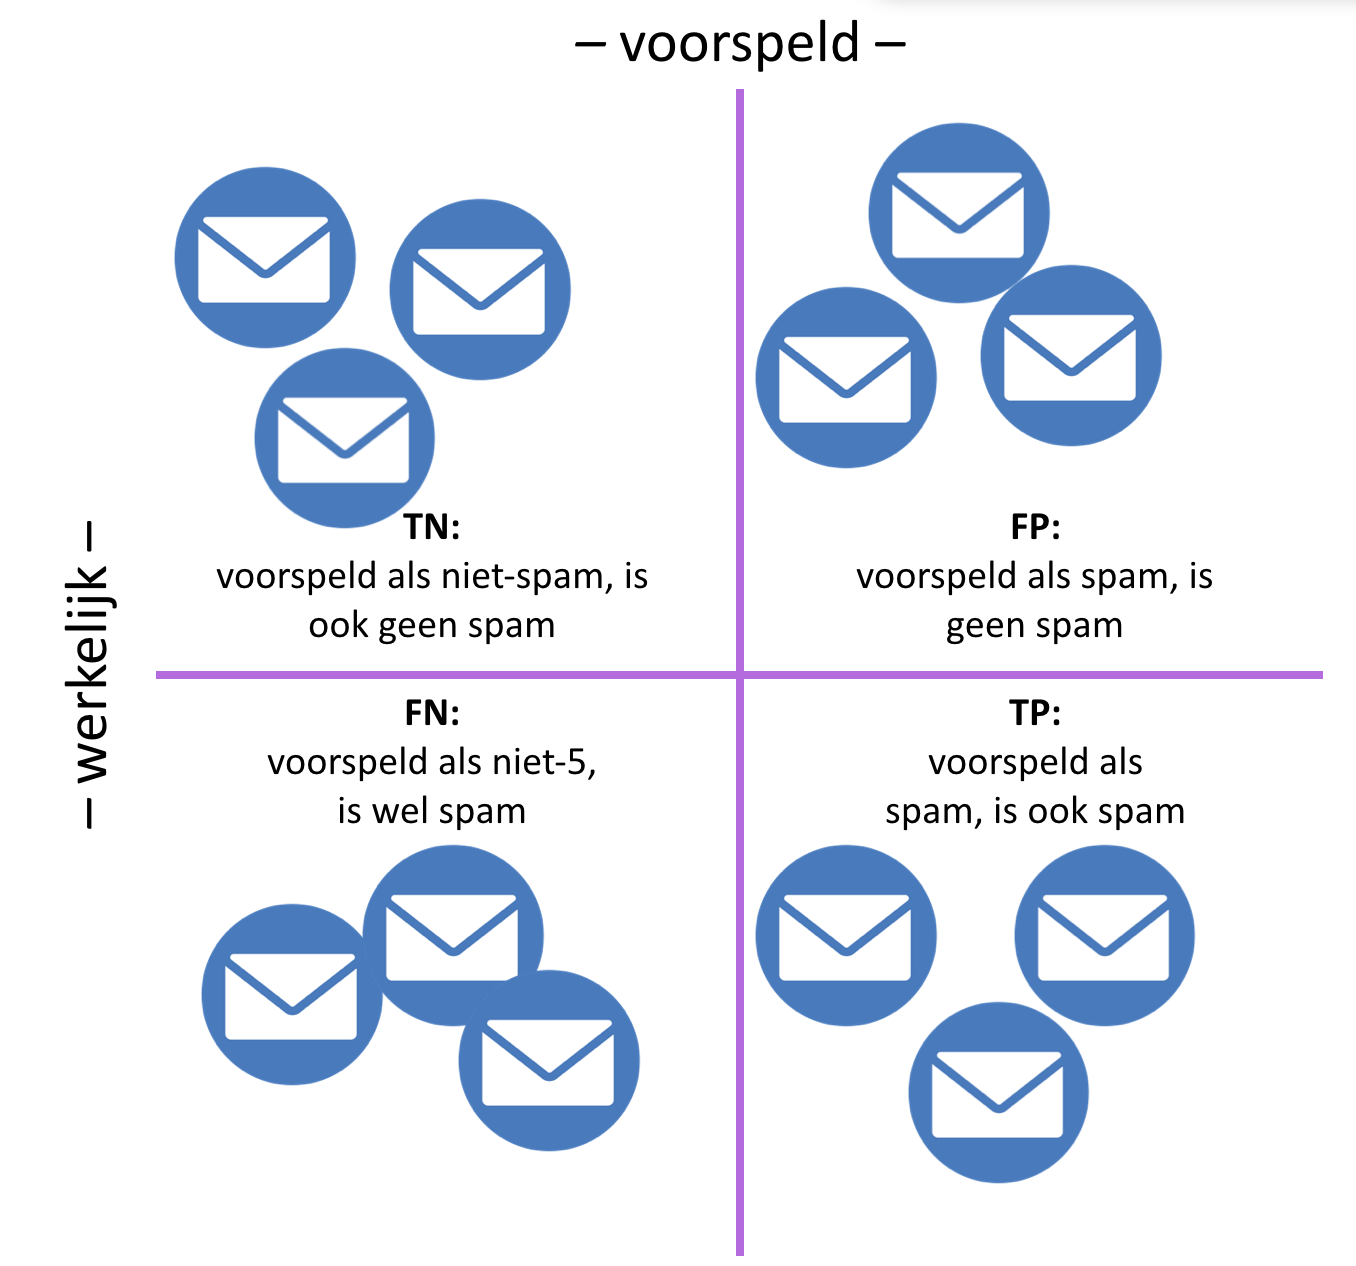 – voorspeld –
– werkelijk –
TN:
voorspeld als niet-spam, is
ook geen spam
FP:
voorspeld als spam, is
geen spam
FN:
voorspeld als niet-5,
is wel spam
TP:
voorspeld als
spam, is ook spam